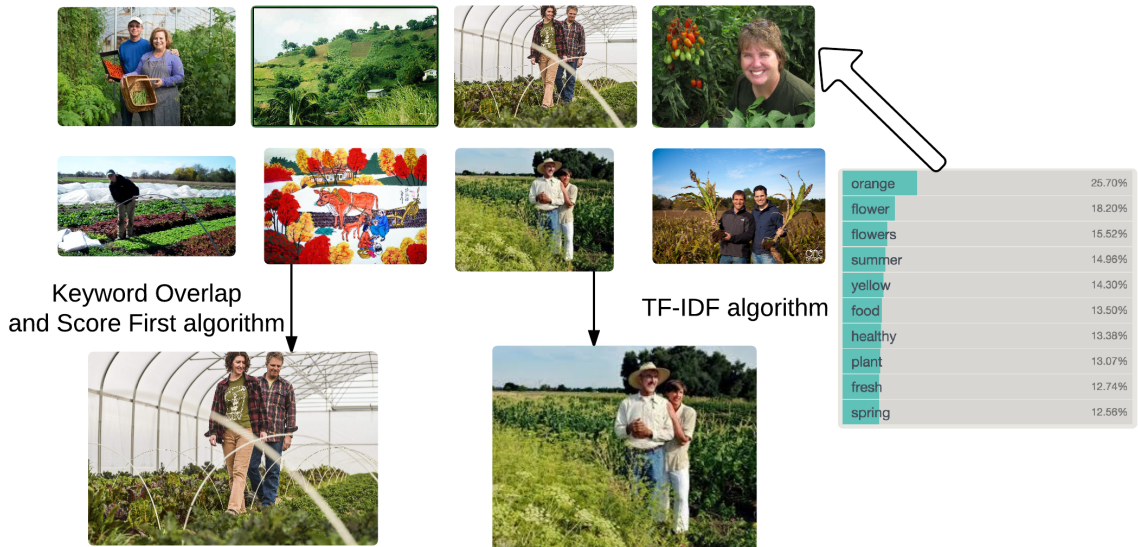 orange 25.70%
flower 18.20%
flowers 15.52%
summer 14.96%
yellow 14.30%
food 13.50%
healthy 13.38%
plant 13.07%
fresh 12.74%
spring 12.56%
Keyword Overlap
and Score First algorithm
TF-IDF algorithm